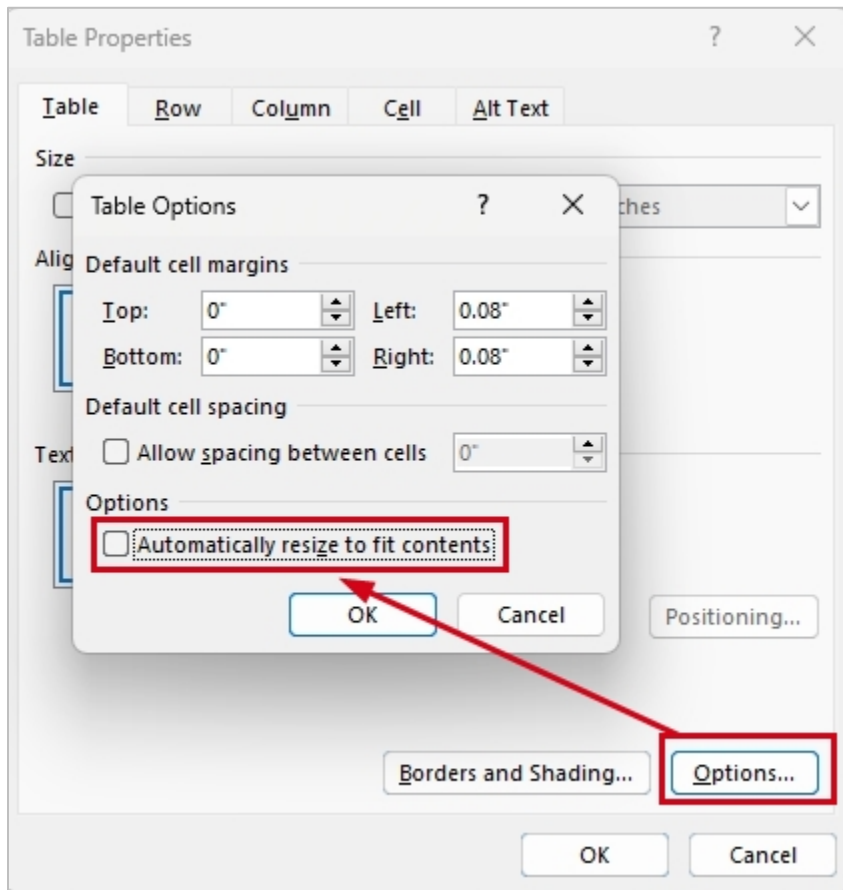 Table Properties ?
Table Row Column Cell Alt Text
Size
Table Options ?
ches
Alig
Default cell margins
Top: 0" Left: 0.08"
Bottom: 0" Right: 0.08"
Default cell spacing
Text
Allow spacing between cells 0"
Options
Automatically resize to fit contents
OK Cancel
Positioning...
Borders and Shading... Options...
OK Cancel